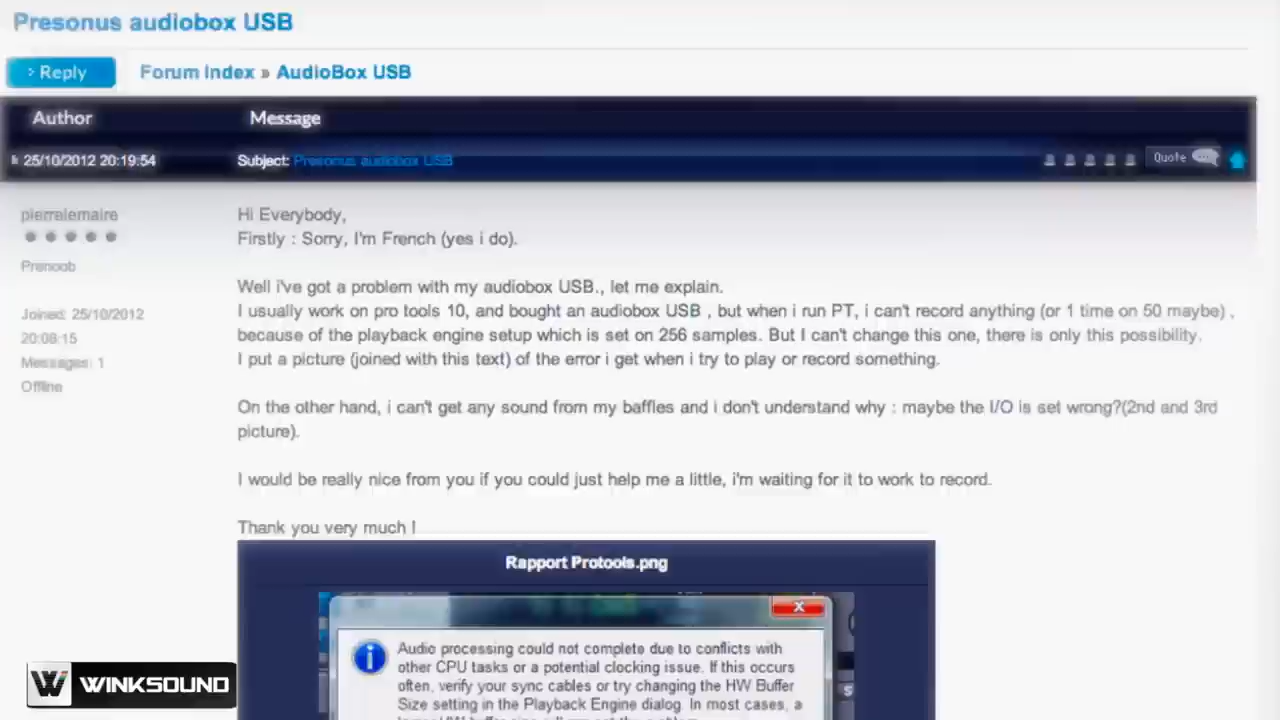 Presonus audiobox USB
Reply Forum Index » AudioBox USB
Author Message
25/10/2012 20:19:54 Subject: Presonus audiobox USB Quote
pierrelemaire
Prenoob
Joined: 25/10/2012
20:08:15
Messages: 1
Offline
Hi Everybody,
Firstly : Sorry, I'm French (yes i do).
Well i've got a problem with my audiobox USB., let me explain.
I usually work on pro tools 10, and bought an audiobox USB , but when i run PT, i can't record anything (or 1 time on 50 maybe) ,
because of the playback engine setup which is set on 256 samples. But I can't change this one, there is only this possibility.
I put a picture (joined with this text) of the error i get when i try to play or record something.
On the other hand, i can't get any sound from my baffles and i don't understand why : maybe the I/O is set wrong?(2nd and 3rd
picture).
I would be really nice from you if you could just help me a little, i'm waiting for it to work to record.
Thank you very much !
Rapport Protools.png
Audio processing could not complete due to conflicts with
other CPU tasks or a potential clocking issue. If this occurs
often, verify your sync cables or try changing the HW Buffer
Size setting in the Playback Engine dialog. In most cases, a
W WINKSOUND